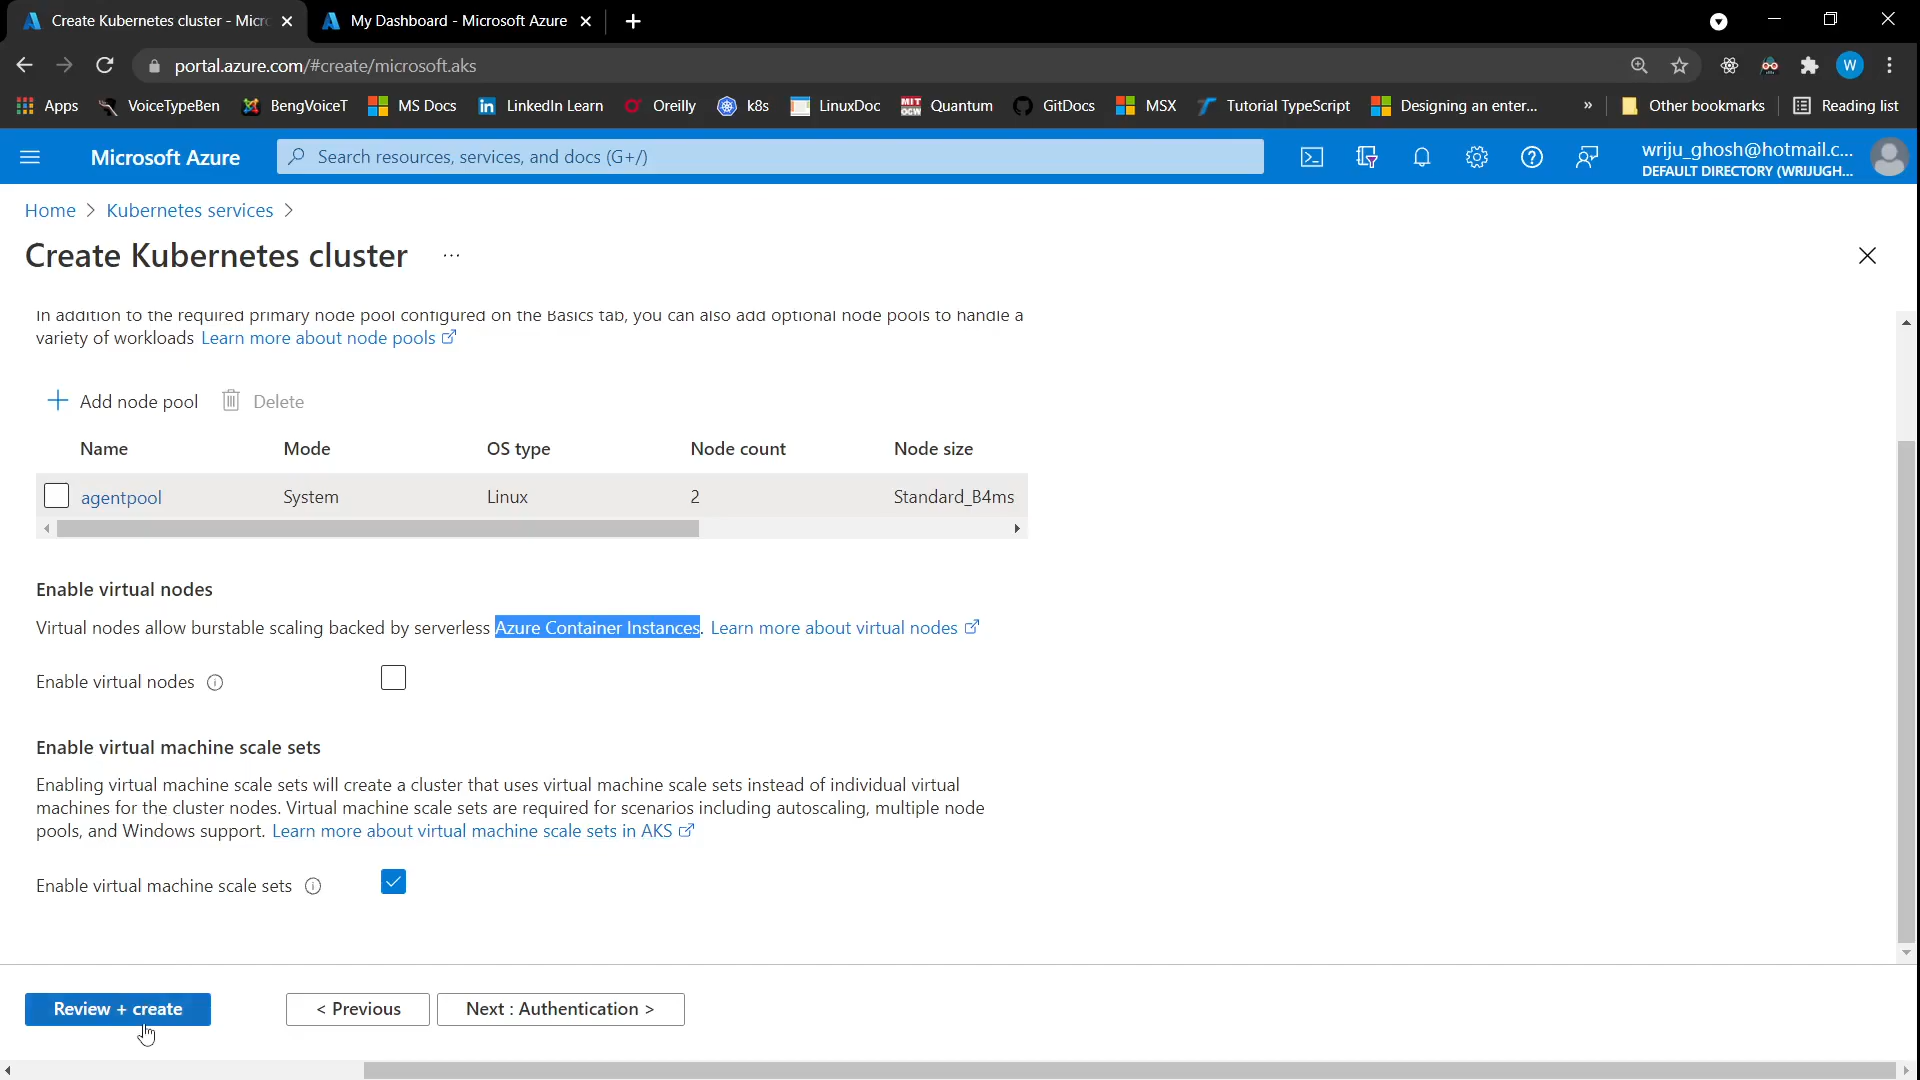 Create Kubernetes cluster - Micro
My Dashboard - Microsoft Azure
portal.azure.com/#create/microsoft.aks
W
Apps
VoiceTypeBen
BengVoiceT
MS Docs
LinkedIn Learn
Oreilly
k8s
LinuxDoc
MIT OCW
Quantum
GitDocs
MSX
Tutorial TypeScript
Designing an enter...
»
Other bookmarks
Reading list
Microsoft Azure
Search resources, services, and docs (G+/)
wriju_ghosh@hotmail.c...
DEFAULT DIRECTORY (WRIJUGH...
Home > Kubernetes services >
Create Kubernetes cluster ...
In addition to the required primary node pool configured on the Basics tab, you can also add optional node pools to handle a
variety of workloads Learn more about node pools
Add node pool Delete
Name Mode OS type Node count Node size
agentpool System Linux 2 Standard_B4ms
Enable virtual nodes
Virtual nodes allow burstable scaling backed by serverless Azure Container Instances. Learn more about virtual nodes
Enable virtual nodes
Enable virtual machine scale sets
Enabling virtual machine scale sets will create a cluster that uses virtual machine scale sets instead of individual virtual
machines for the cluster nodes. Virtual machine scale sets are required for scenarios including autoscaling, multiple node
pools, and Windows support. Learn more about virtual machine scale sets in AKS
Enable virtual machine scale sets
Review + create
< Previous
Next : Authentication >